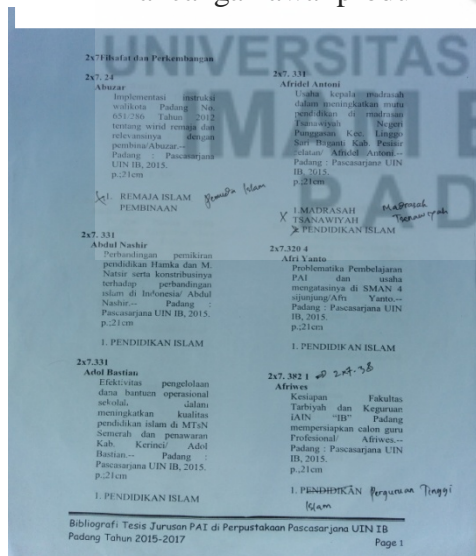 UNIVERSITAS
2x7Filsafat dan Perkembangan
2x7. 24
Abuzar
Implementasi instruksi
walikota Padang No.
651/286 Tahun 2012
tentang wirid remaja dan
relevansinya dengan
pembina/Abuzar.--
Padang : Pascasarjana
UIN IB, 2015.
p.;21cm
1. REMAJA ISLAM Pemuda Islam
PEMBINAAN
2x7. 331
Abdul Nashir
Perbandingan pemikiran
pendidikan Hamka dan M.
Natsir serta konstribusinya
terhadap perbandingan
islam di Indonesia/ Abdul
Nashir.-- Padang :
Pascasarjana UIN IB, 2015.
p.;21cm
1. PENDIDIKAN ISLAM
2x7.331
Adol Bastian
Efektivitas pengelolaan
dana bantuen operasional
sekolah dalam
meningkatkan kualitas
pendidikan islam di MTsN
Semerah dan penawaran
Kab. Kerinci/ Adol
Bastian.-- Padang :
Pascasarjana UIN IB, 2015.
p.;21cm
1. PENDIDIKAN ISLAM
2x7. 331
Afridel Antoni
Usaha kepala madrasah
dalam meningkatkan mutu
pendidikan di madrasah
Tsanawiyah Negeri
Punggasan Kec. Linggo
Sari Baganti Kab. Pesisir
Selatan/ Afridel Antoni.--
Padang : Pascasarjana UIN
IB, 2015.
p.;21cm
1.MADRASAH Madrasah
X TSANAWIYAH Tsanawiyah
PENDIDIKAN ISLAM
2x7.320 4
Afri Yanto
Problematika Pembelajaran
PAI dan usaha
mengatasinya di SMAN 4
sijunjung/Afri Yanto.--
Padang : Pascasarjana UIN
IB, 2015.
p.;21cm
1. PENDIDIKAN ISLAM
2x7. 382 1 2x7.38
Afriwes
Kesiapan Fakultas
Tarbiyah dan Keguruan
IAIN "IB" Padang
mempersiapkan calon guru
Profesional/ Afriwes.--
Padang : Pascasarjana UIN
IB, 2015.
p.;21cm
1. PENDIDIKAN Perguruan Tinggi
Islam
Bibliografi Tesis Jurusan PAI di Perpustakaan Pascasarjana UIN IB
Padang Tahun 2015-2017
Page 1